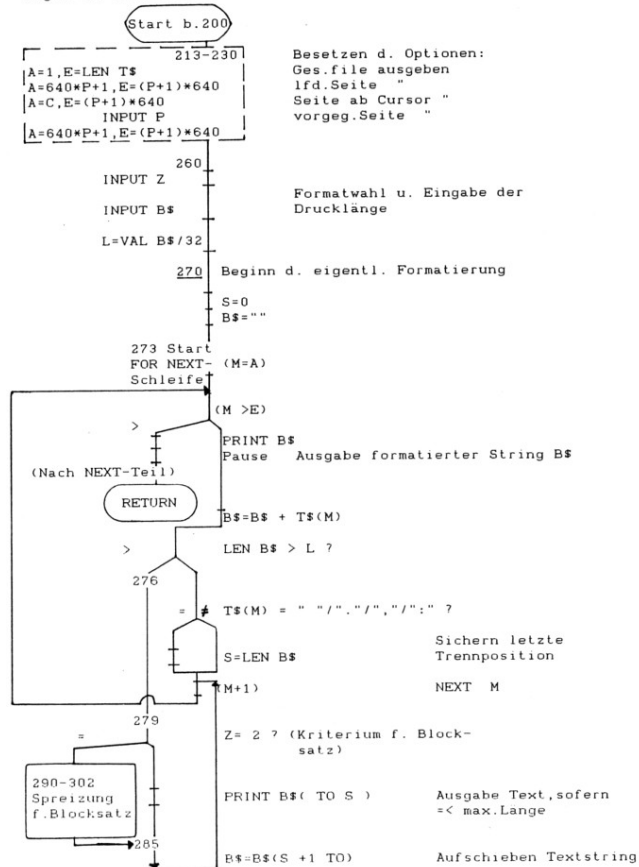 Start b.200
213-230
Besetzen d. Optionen:
A=1,E=LEN T$
Ges.file ausgeben
A=640*P+1,E=(P+1)*640
lfd.Seite "
A=C,E=(P+1)*640
Seite ab Cursor "
INPUT P
vorgeg.Seite "
A=640*P+1,E=(P+1)*640
260
INPUT Z
Formatwahl u. Eingabe der
INPUT B$
Drucklänge
L=VAL B$/32
270 Beginn d. eigentl. Formatierung
S=0
B$=""
273 Start
FOR NEXT- (M=A)
Schleife
(M >E)
>
PRINT B$
Pause Ausgabe formatierter String B$
(Nach NEXT-Teil)
RETURN
B$=B$ + T$(M)
> LEN B$ > L ?
276
= ≠ T$(M) = " "/"."/","/":" ?
Sichern letzte
S=LEN B$ Trennposition
(M+1) NEXT M
279
= Z= 2 ? (Kriterium f. Block-
satz)
290-302
Spreizung
f.Blocksatz
PRINT B$( TO S ) Ausgabe Text,sofern
=< max.Länge
285
B$=B$(S +1 TO) Aufschieben Textstring